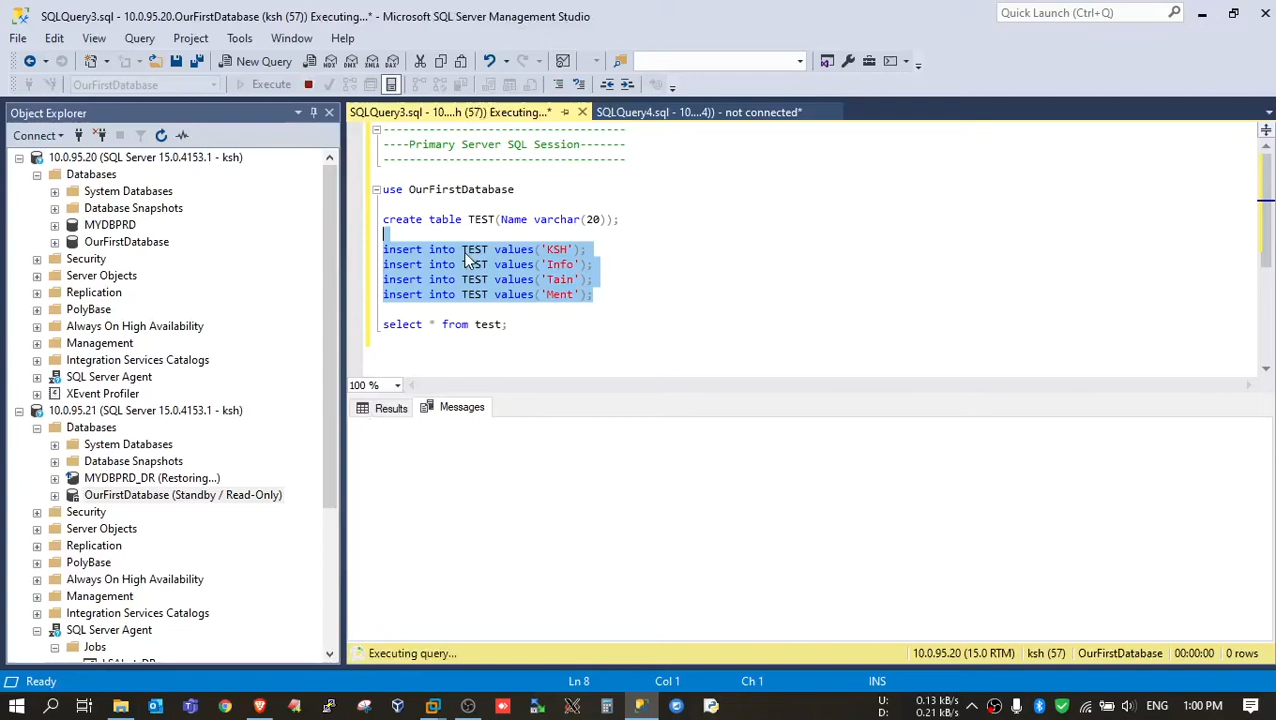 SQLQuery3.sql - 10.0.95.20.OurFirstDatabase (ksh (57)) Executing...* - Microsoft SQL Server Management Studio
Quick Launch (Ctrl+Q)
File Edit View Query Project Tools Window Help
New Query
MDX DMX XMLA DAX
OurFirstDatabase
Execute
Object Explorer
SQLQuery3.sql - 10....h (57)) Executing...*
SQLQuery4.sql - 10....4)) - not connected*
Connect
10.0.95.20 (SQL Server 15.0.4153.1 - ksh)
Databases
System Databases
Database Snapshots
MYDBPRD
OurFirstDatabase
Security
Server Objects
Replication
PolyBase
Always On High Availability
Management
Integration Services Catalogs
SQL Server Agent
XEvent Profiler
10.0.95.21 (SQL Server 15.0.4153.1 - ksh)
Databases
System Databases
Database Snapshots
MYDBPRD_DR (Restoring...)
OurFirstDatabase (Standby / Read-Only)
Security
Server Objects
Replication
PolyBase
Always On High Availability
Management
Integration Services Catalogs
SQL Server Agent
Jobs
-------------------------------------
----Primary Server SQL Session-------
-------------------------------------
use OurFirstDatabase
create table TEST(Name varchar(20));
insert into TEST values('KSH');
insert into TEST values('Info');
insert into TEST values('Tain');
insert into TEST values('Ment');
select * from test;
100 %
Results
Messages
Executing query...
10.0.95.20 (15.0 RTM)
ksh (57)
OurFirstDatabase
00:00:00
0 rows
Ready
Ln 8
Col 1
Ch 1
INS
U: 0.13 kB/s
D: 0.21 kB/s
1:00 PM